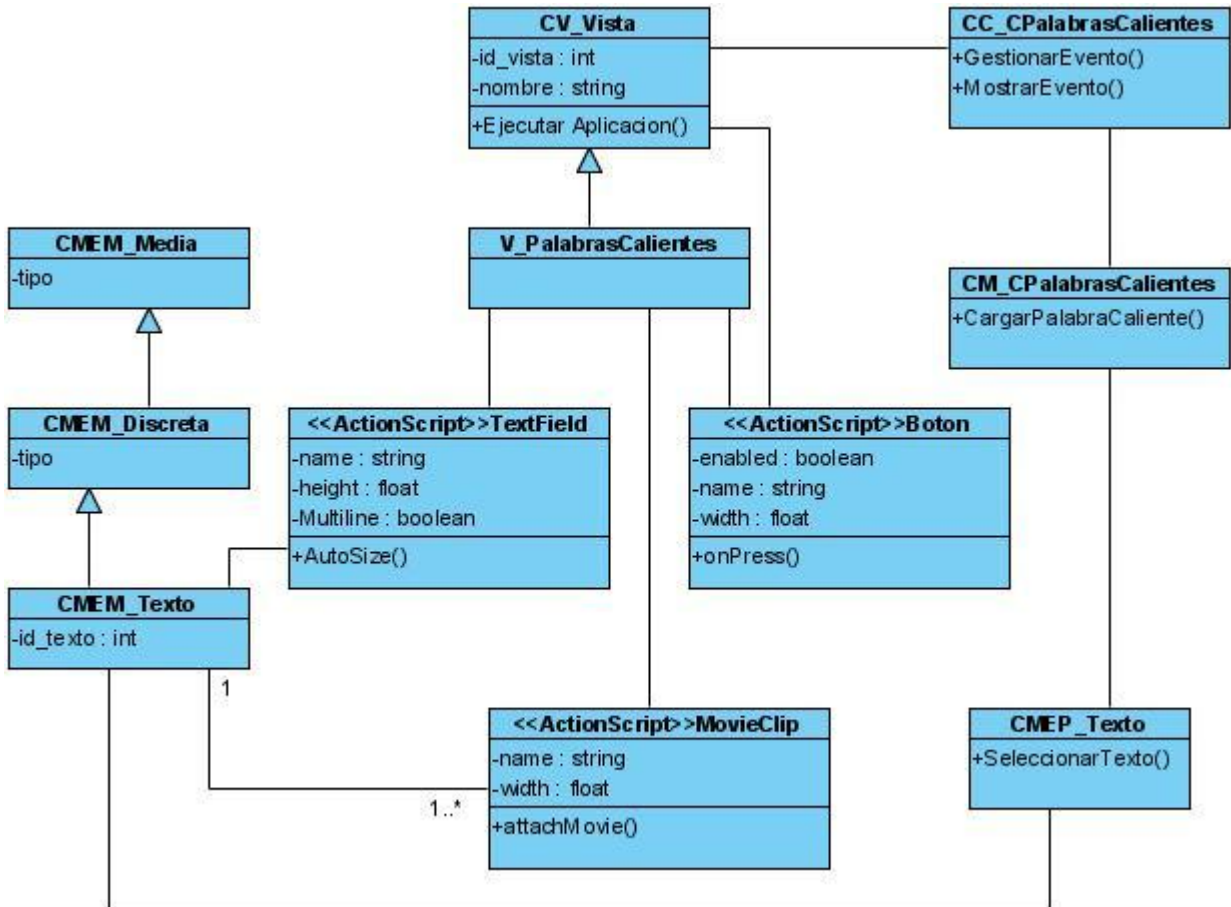 CV_Vista
-id_vista : int
-nombre : string
+Ejecutar Aplicacion()
CC_CPalabrasCalientes
+GestionarEvento()
+MostrarEvento()
CMEM_Media
-tipo
V_PalabrasCalientes
CM_CPalabrasCalientes
+CargarPalabraCaliente()
CMEM_Discreta
-tipo
<<ActionScript>>TextField
-name : string
-height : float
-Multiline : boolean
+AutoSize()
<<ActionScript>>Boton
-enabled : boolean
-name : string
-width : float
+onPress()
CMEM_Texto
-id_texto : int
1
1..*
<<ActionScript>>MovieClip
-name : string
-width : float
+attachMovie()
CMEP_Texto
+SeleccionarTexto()